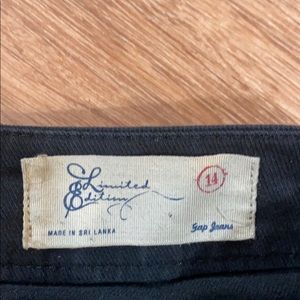 Limited
Edition
14
MADE IN SRI LANKA
Gap Jeans